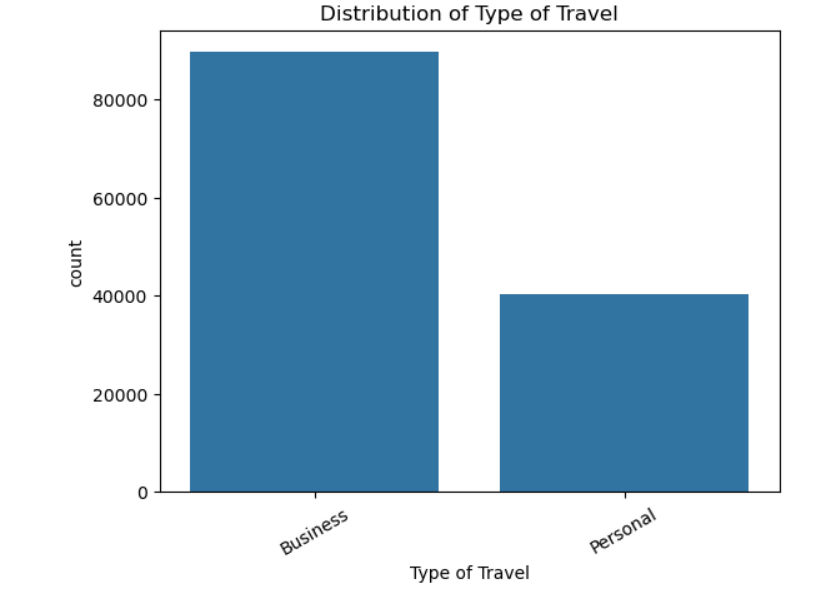 Distribution of Type of Travel
80000
60000
40000
20000
0
count
Business
Personal
Type of Travel